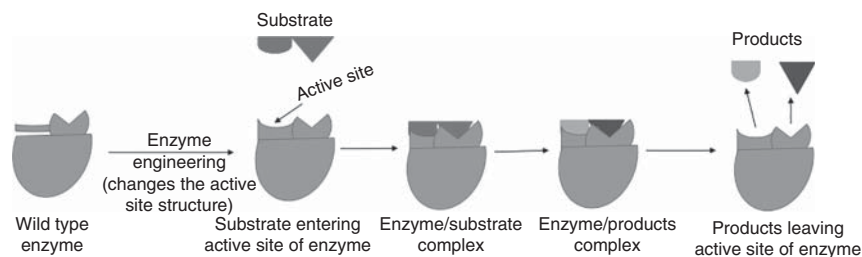 Substrate
Products
Active site
Enzyme
engineering
(changes the active
site structure)
Wild type
enzyme
Substrate entering
active site of enzyme
Enzyme/substrate
complex
Enzyme/products
complex
Products leaving
active site of enzyme